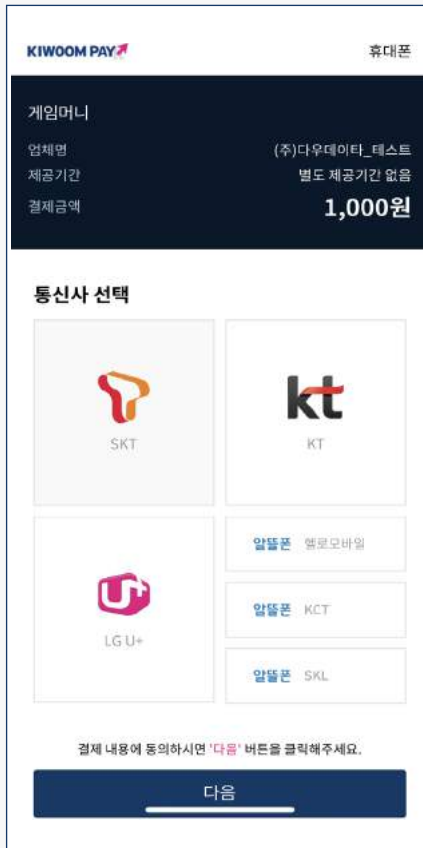 KIWOOM PAY
휴대폰
게임머니
업체명 (주)다우데이타_테스트
제공기간 별도 제공기간 없음
결제금액 1,000원
통신사 선택
SKT
kt
KT
U+
LG U+
알뜰폰 헬로모바일
알뜰폰 KCT
알뜰폰 SKL
결제 내용에 동의하시면 '다음' 버튼을 클릭해주세요.
다음